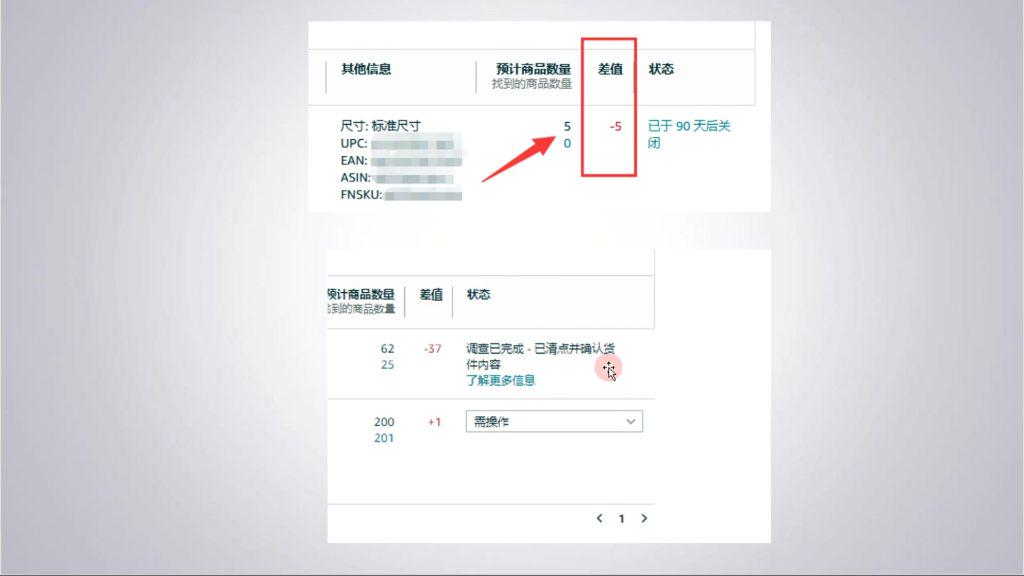 其他信息
预计商品数量
找到的商品数量
差值
状态
尺寸: 标准尺寸
5
-5
已于 90 天后关
闭
UPC:
0
EAN:
ASIN:
FNSKU:
预计商品数量
找到的商品数量
差值
状态
62
-37
调查已完成 - 已清点并确认货
25
件内容
了解更多信息
200
+1
需操作
201
1